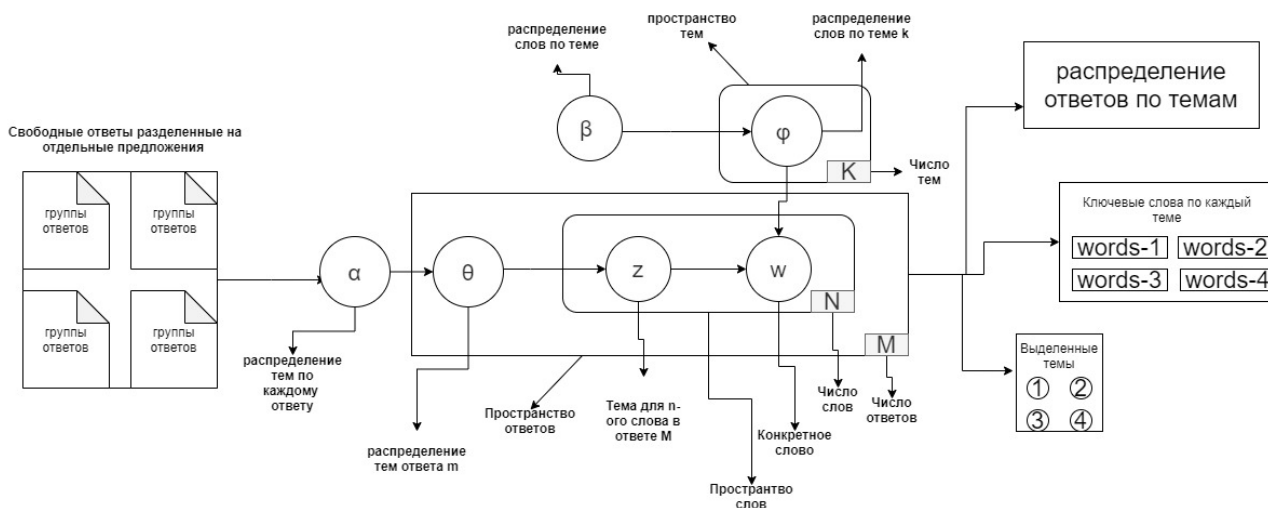 распределение
слов по теме
пространство
тем
распределение
слов по теме k
распределение
ответов по темам
β
φ
K
Число
тем
Свободные ответы разделенные на
отдельные предложения
группы
ответов
группы
ответов
группы
ответов
группы
ответов
α
θ
z
w
N
M
Ключевые слова по каждый
теме
words-1
words-2
words-3
words-4
Выделенные
темы
1
2
3
4
распределение
тем по
каждому
ответу
распределение
тем ответа m
Пространство
ответов
Тема для n-
ого слова в
ответе M
Пространтво
слов
Конкретное
слово
Число
слов
Число
ответов